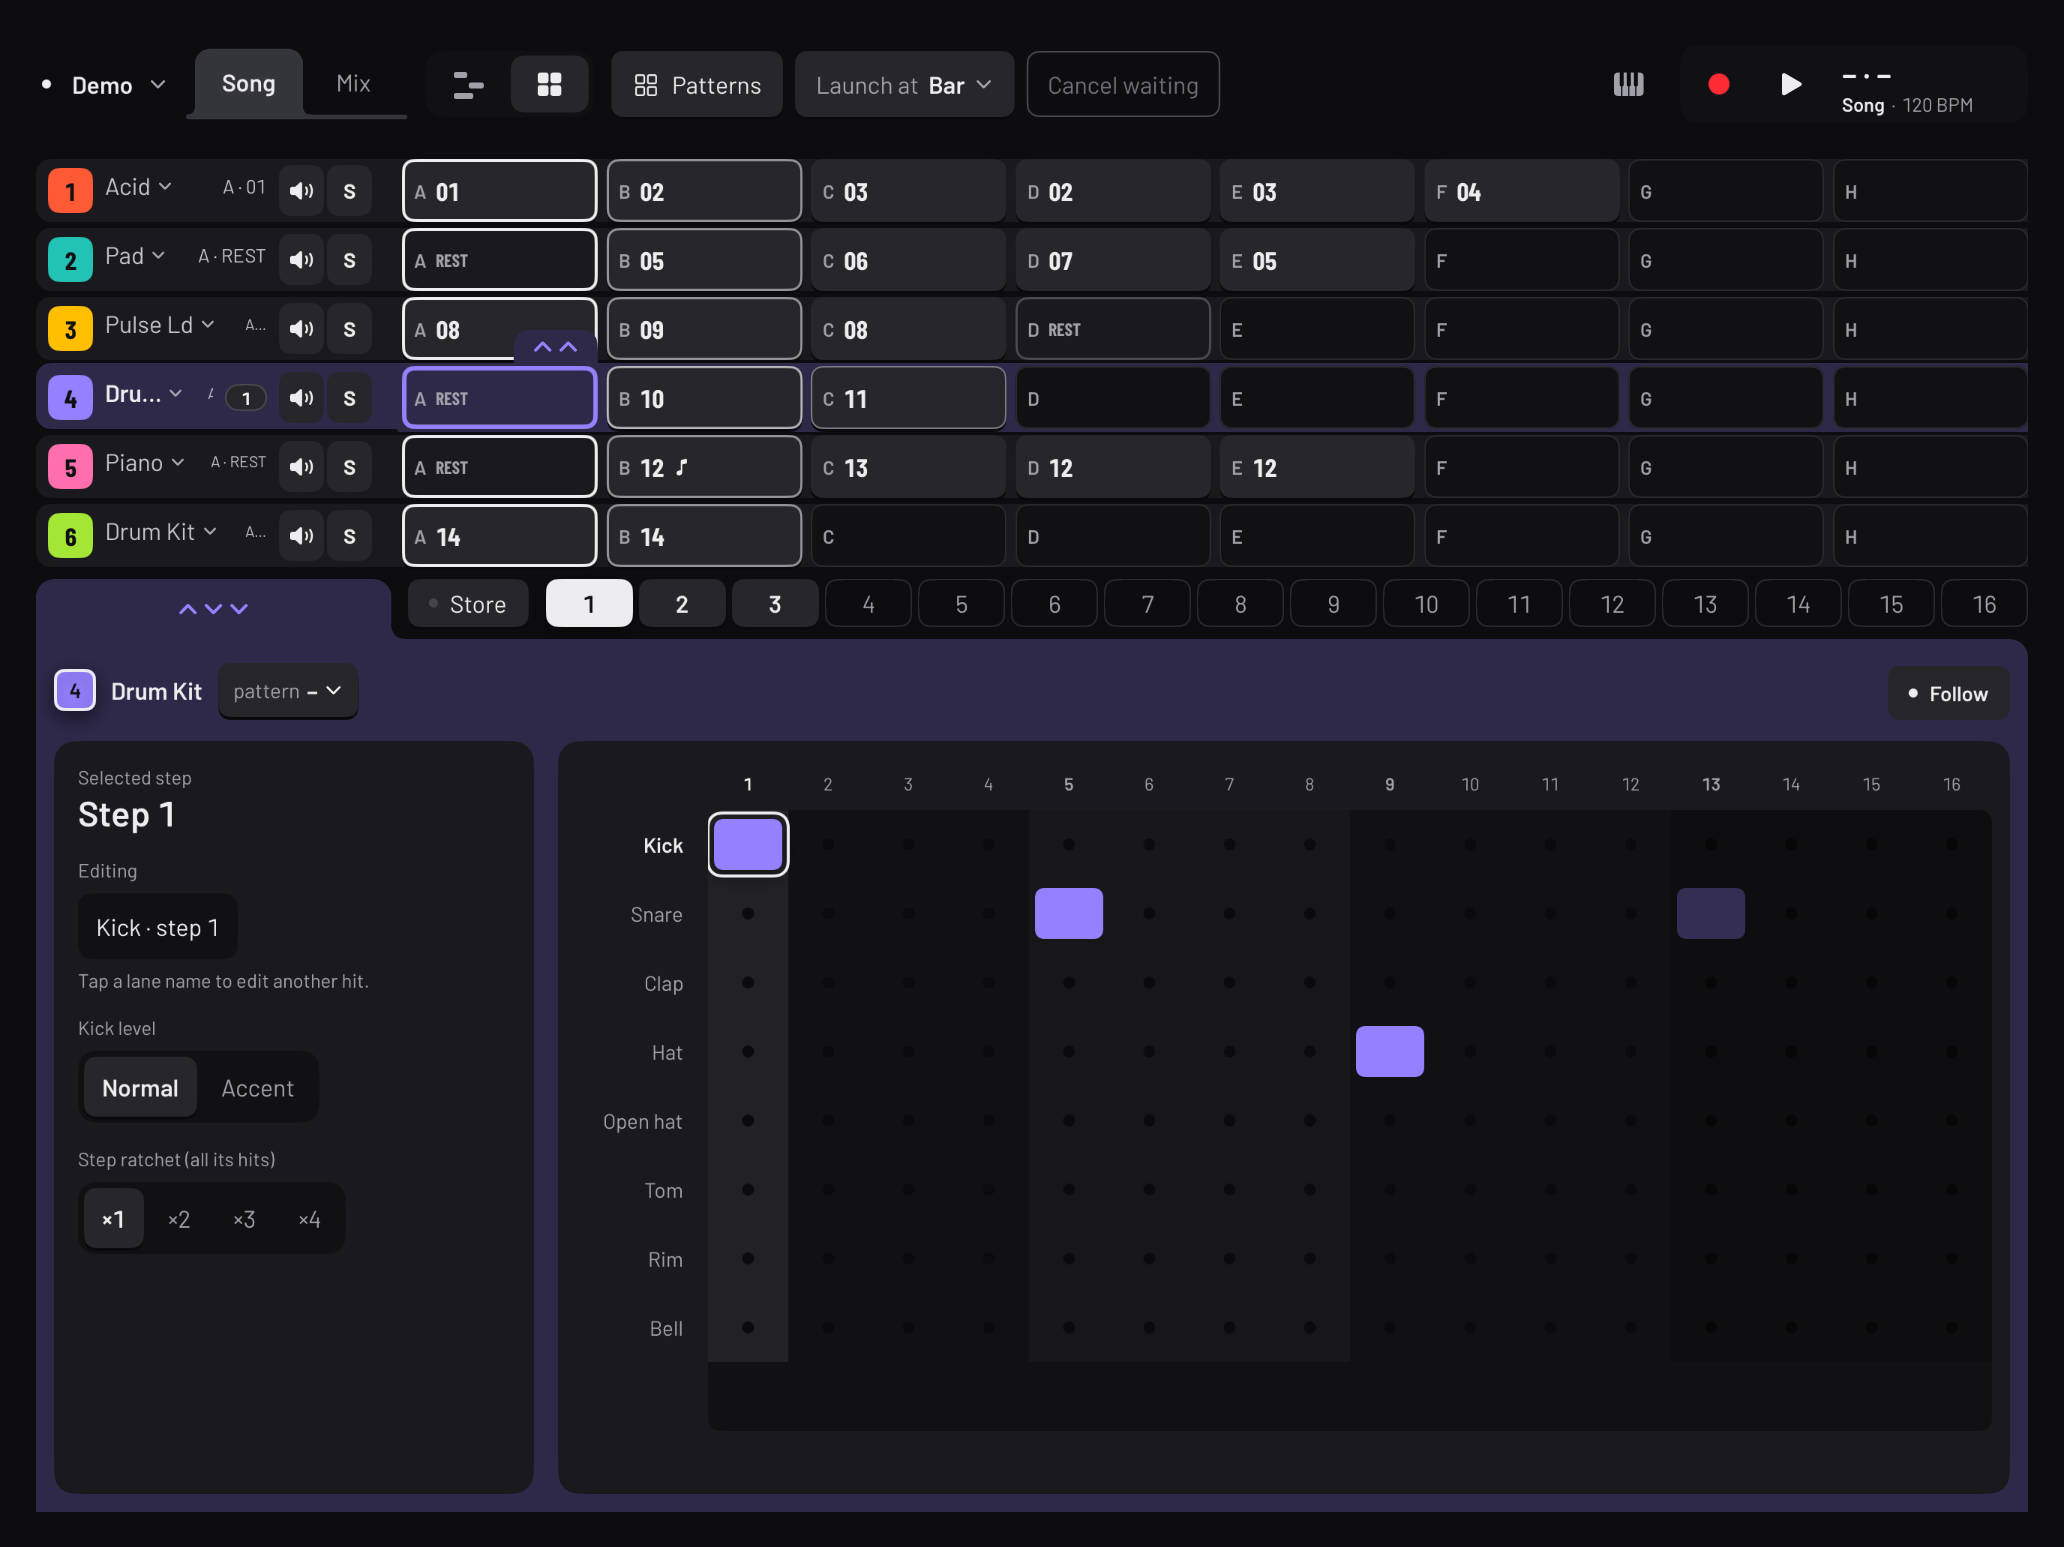 Demo Song Mix Patterns Launch at Bar Cancel waiting – · –
Song · 120 BPM
1 Acid A · 01 S A 01 B 02 C 03 D 02 E 03 F 04 G H
2 Pad A · REST S A REST B 05 C 06 D 07 E 05 F G H
3 Pulse Ld A... S A 08 B 09 C 08 D REST E F G H
4 Dru... 1 S A REST B 10 C 11 D E F G H
5 Piano A · REST S A REST B 12 C 13 D 12 E 12 F G H
6 Drum Kit A... S A 14 B 14 C D E F G H
Store 1 2 3 4 5 6 7 8 9 10 11 12 13 14 15 16
4 Drum Kit pattern – Follow
Selected step
Step 1
Editing
Kick · step 1
Tap a lane name to edit another hit.
Kick level
Normal Accent
Step ratchet (all its hits)
×1 ×2 ×3 ×4
1 2 3 4 5 6 7 8 9 10 11 12 13 14 15 16
Kick
Snare
Clap
Hat
Open hat
Tom
Rim
Bell